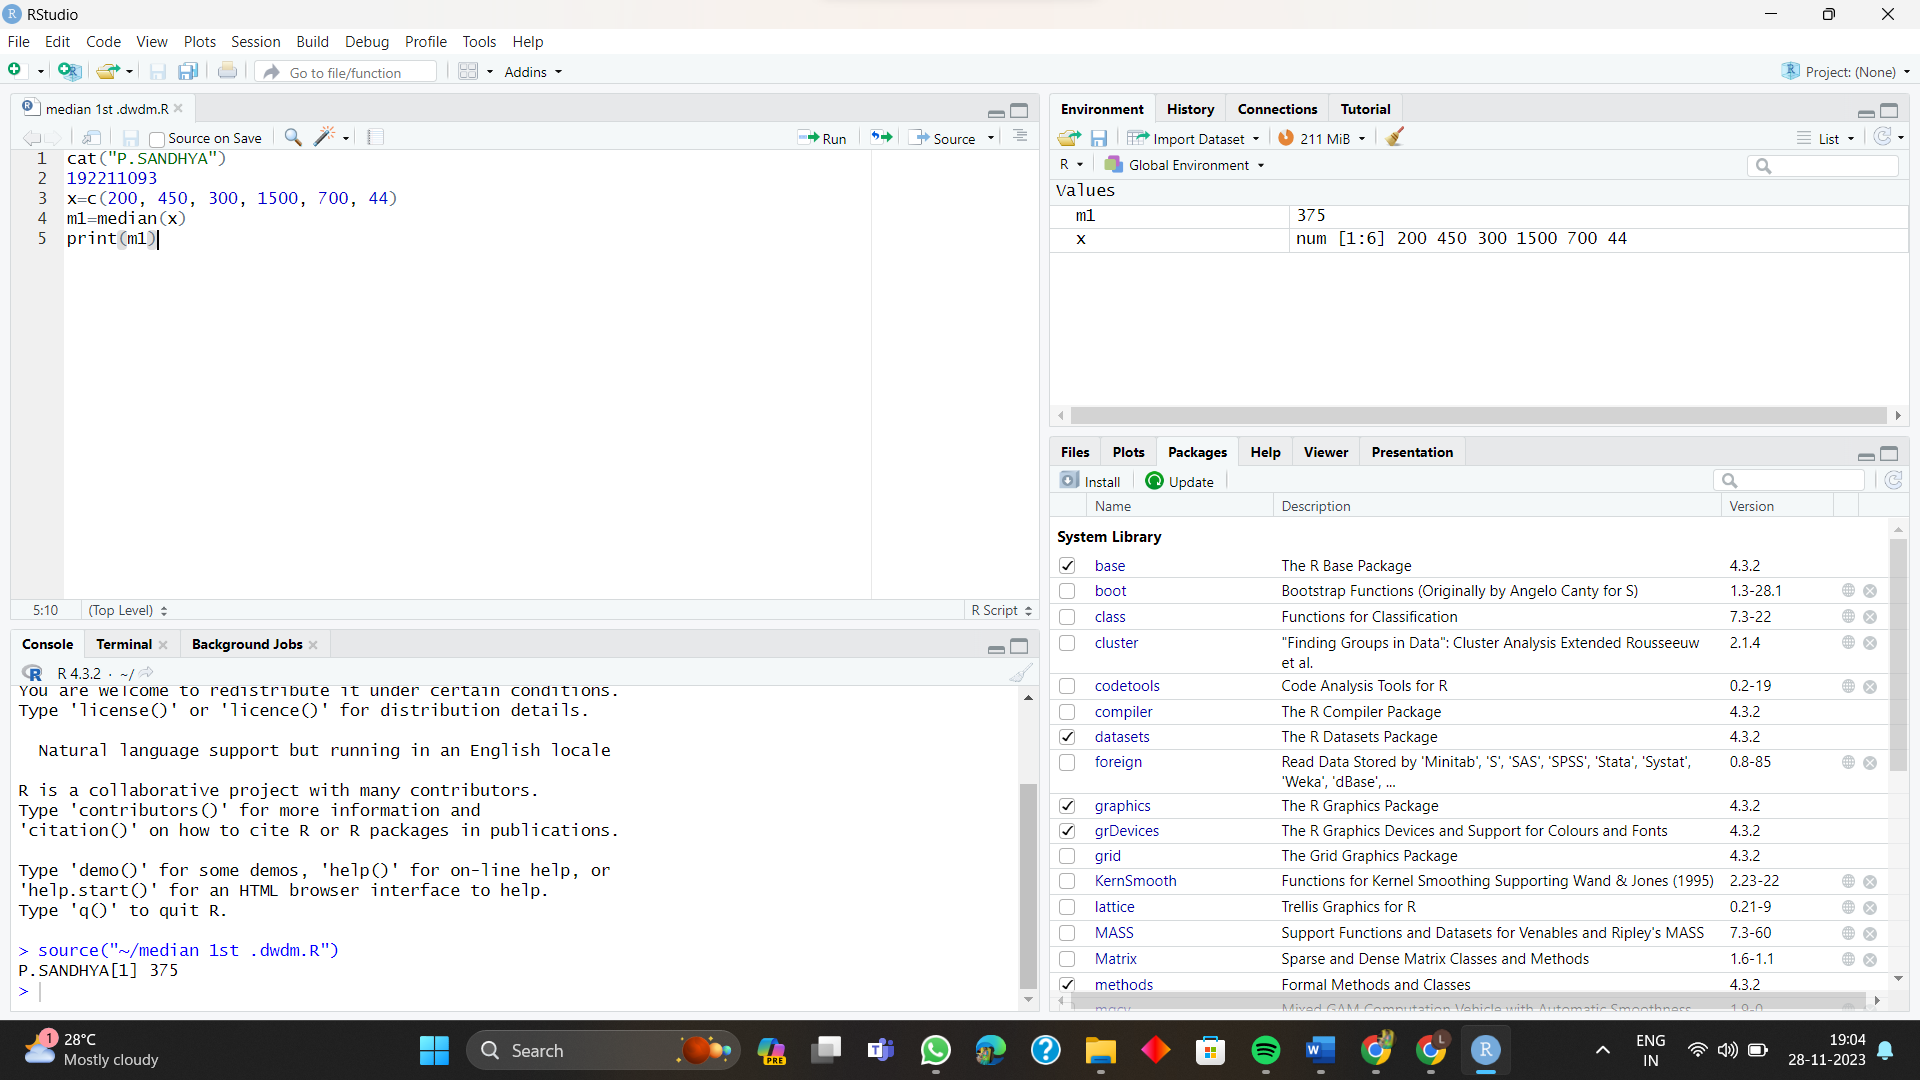 RStudio
File Edit Code View Plots Session Build Debug Profile Tools Help
Go to file/function Addins Project: (None)
median 1st .dwdm.R
Source on Save Run Source
1 cat("P.SANDHYA")
2 192211093
3 x=c(200, 450, 300, 1500, 700, 44)
4 m1=median(x)
5 print(m1)
5:10 (Top Level) R Script
Console Terminal Background Jobs
R 4.3.2 · ~/
You are welcome to redistribute it under certain conditions.
Type 'license()' or 'licence()' for distribution details.
Natural language support but running in an English locale
R is a collaborative project with many contributors.
Type 'contributors()' for more information and
'citation()' on how to cite R or R packages in publications.
Type 'demo()' for some demos, 'help()' for on-line help, or
'help.start()' for an HTML browser interface to help.
Type 'q()' to quit R.
> source("~/median 1st .dwdm.R")
P.SANDHYA[1] 375
>
Environment History Connections Tutorial
Import Dataset 211 MiB List
R Global Environment
Values
m1 375
x num [1:6] 200 450 300 1500 700 44
Files Plots Packages Help Viewer Presentation
Install Update
Name Description Version
System Library
base The R Base Package 4.3.2
boot Bootstrap Functions (Originally by Angelo Canty for S) 1.3-28.1
class Functions for Classification 7.3-22
cluster "Finding Groups in Data": Cluster Analysis Extended Rousseeuw 2.1.4
et al.
codetools Code Analysis Tools for R 0.2-19
compiler The R Compiler Package 4.3.2
datasets The R Datasets Package 4.3.2
foreign Read Data Stored by 'Minitab', 'S', 'SAS', 'SPSS', 'Stata', 'Systat', 0.8-85
'Weka', 'dBase', ...
graphics The R Graphics Package 4.3.2
grDevices The R Graphics Devices and Support for Colours and Fonts 4.3.2
grid The Grid Graphics Package 4.3.2
KernSmooth Functions for Kernel Smoothing Supporting Wand & Jones (1995) 2.23-22
lattice Trellis Graphics for R 0.21-9
MASS Support Functions and Datasets for Venables and Ripley's MASS 7.3-60
Matrix Sparse and Dense Matrix Classes and Methods 1.6-1.1
methods Formal Methods and Classes 4.3.2
mgcv Mixed GAM Computation Vehicle with Automatic Smoothness 1.9-0
1 28°C
Mostly cloudy
Search
PRE
L
ENG
IN
19:04
28-11-2023